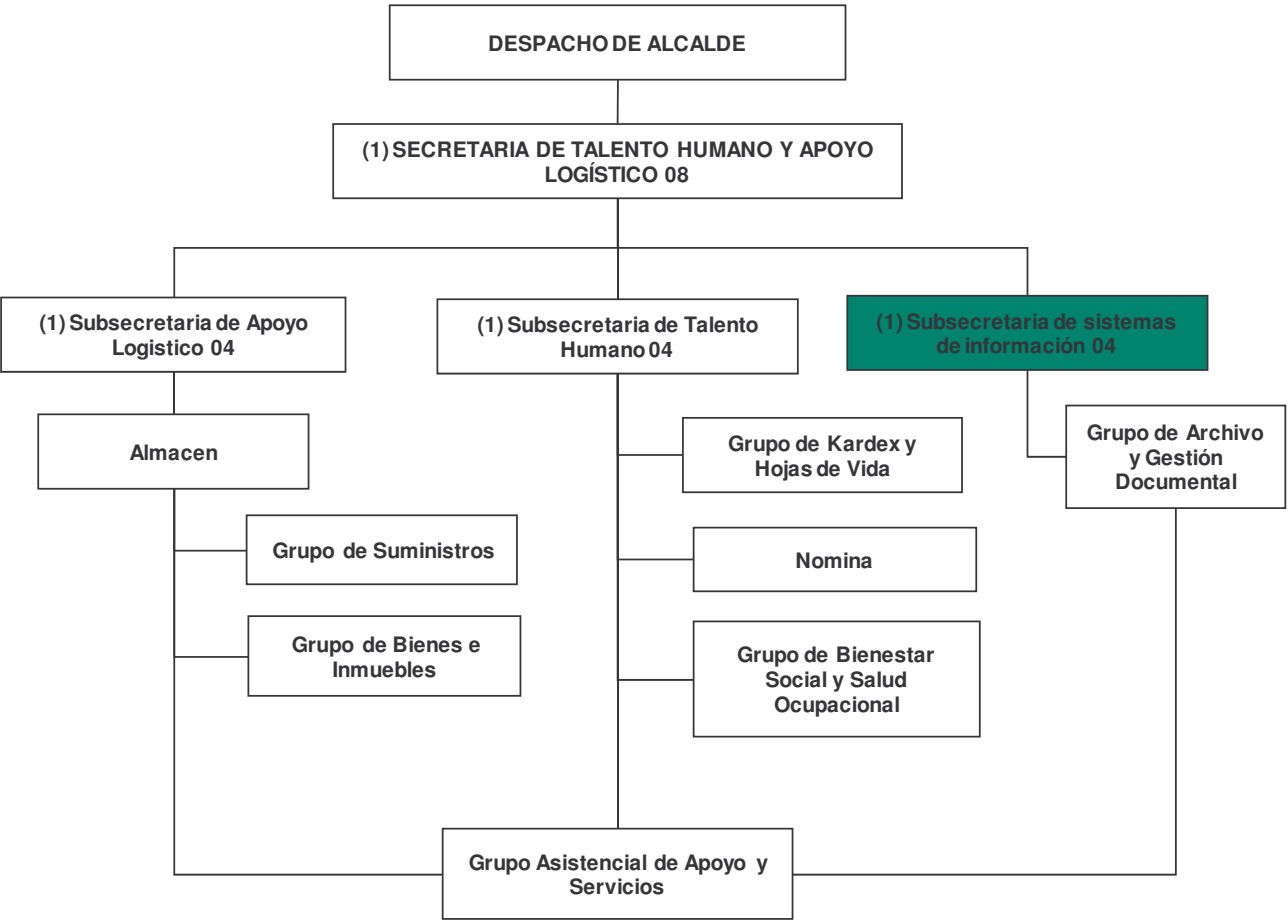 DESPACHO DE ALCALDE
(1) SECRETARIA DE TALENTO HUMANO Y APOYO
LOGÍSTICO 08
(1) Subsecretaria de Apoyo
Logistico 04
(1) Subsecretaria de Talento
Humano 04
(1) Subsecretaria de sistemas
de información 04
Almacen
Grupo de Kardex y
Hojas de Vida
Grupo de Archivo
y Gestión
Documental
Grupo de Suministros
Nomina
Grupo de Bienes e
Inmuebles
Grupo de Bienestar
Social y Salud
Ocupacional
Grupo Asistencial de Apoyo y
Servicios